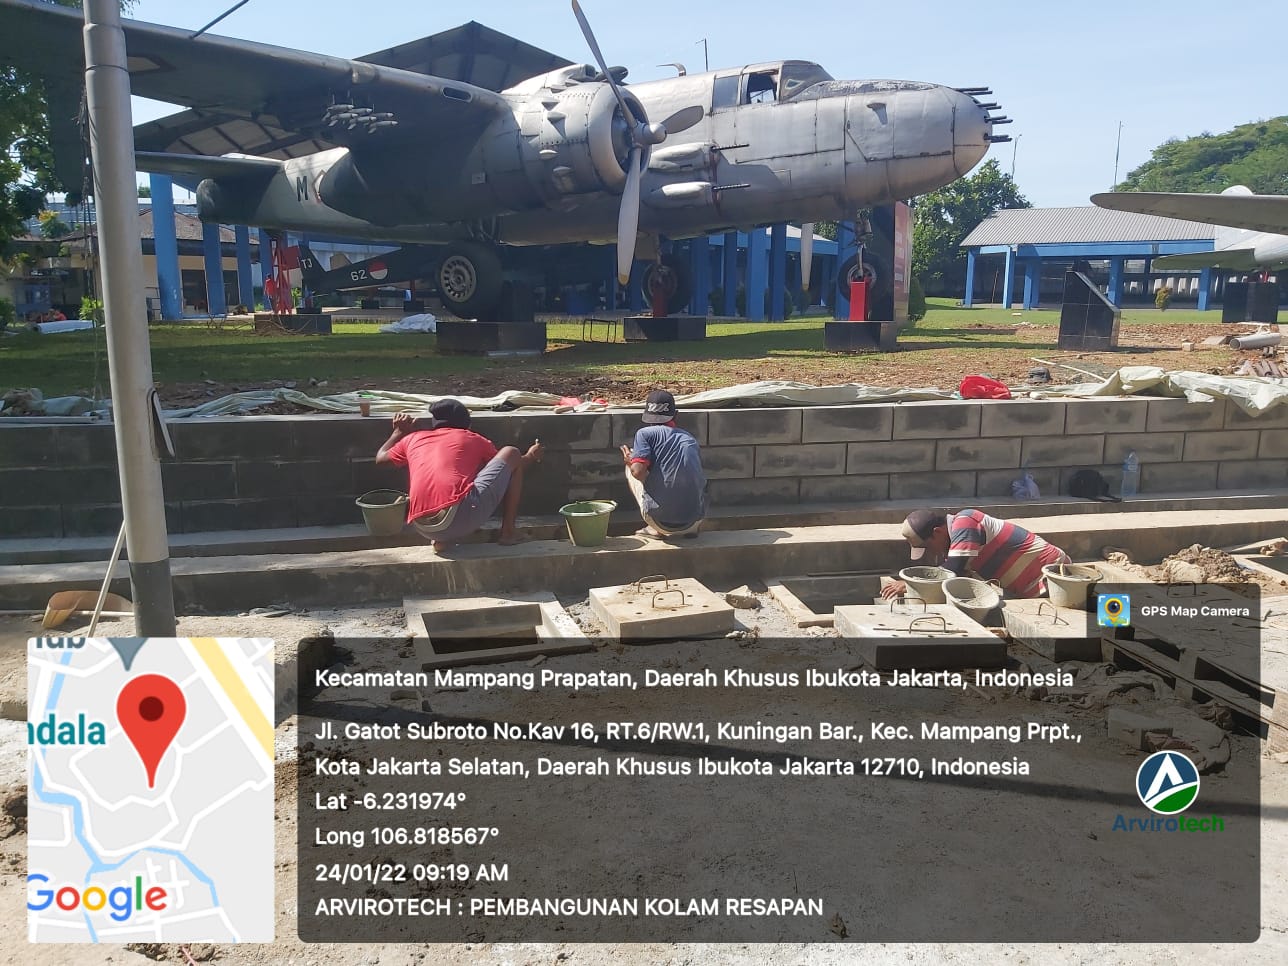 M
TJ
62
GPS Map Camera
ndala
Google
Kecamatan Mampang Prapatan, Daerah Khusus Ibukota Jakarta, Indonesia
Jl. Gatot Subroto No.Kav 16, RT.6/RW.1, Kuningan Bar., Kec. Mampang Prpt.,
Kota Jakarta Selatan, Daerah Khusus Ibukota Jakarta 12710, Indonesia
Lat -6.231974°
Long 106.818567°
24/01/22 09:19 AM
ARVIROTECH : PEMBANGUNAN KOLAM RESAPAN
Arvirotech